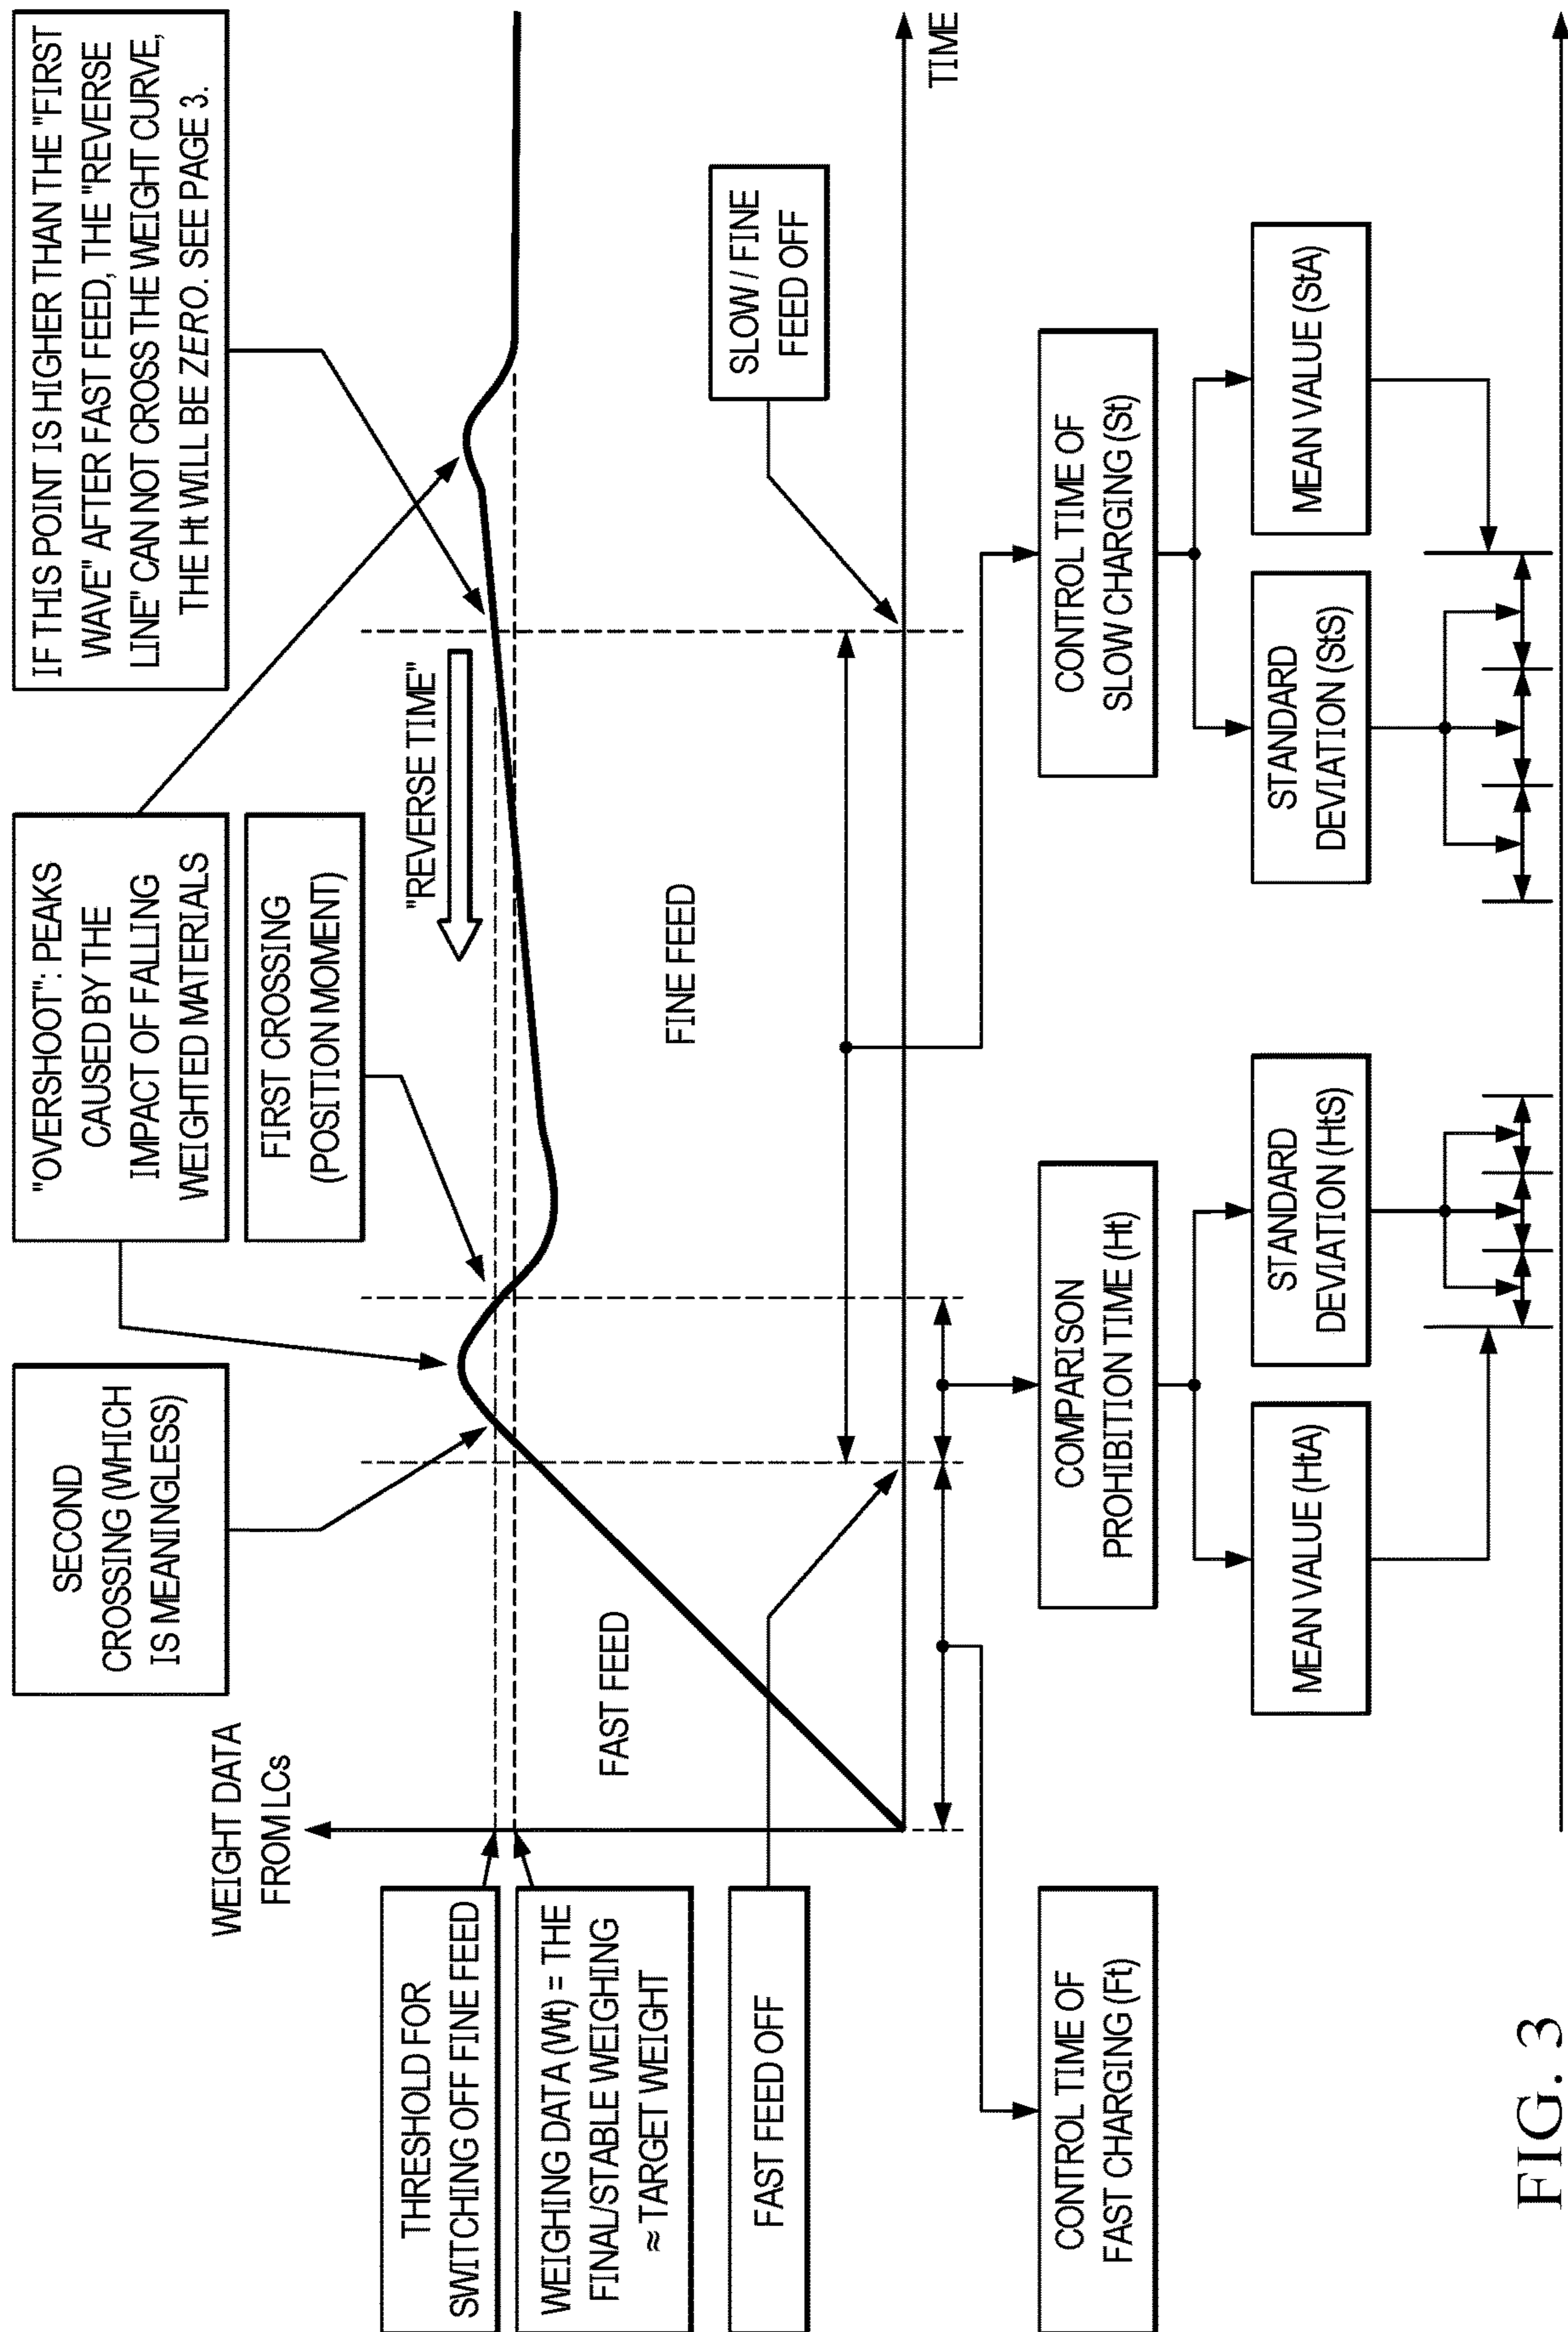 SECOND
CROSSING (WHICH
IS MEANINGLESS)
"OVERSHOOT": PEAKS
CAUSED BY THE
IMPACT OF FALLING
WEIGHTED MATERIALS
IF THIS POINT IS HIGHER THAN THE "FIRST
WAVE" AFTER FAST FEED, THE "REVERSE
LINE" CAN NOT CROSS THE WEIGHT CURVE,
THE Ht WILL BE ZERO. SEE PAGE 3.
FIRST CROSSING
(POSITION MOMENT)
WEIGHT DATA
FROM LCs
"REVERSE TIME"
THRESHOLD FOR
SWITCHING OFF FINE FEED
WEIGHING DATA (Wt) = THE
FINAL/STABLE WEIGHING
≈ TARGET WEIGHT
FAST FEED
FINE FEED
FAST FEED OFF
SLOW / FINE
FEED OFF
TIME
CONTROL TIME OF
FAST CHARGING (Ft)
COMPARISON
PROHIBITION TIME (Ht)
CONTROL TIME OF
SLOW CHARGING (St)
MEAN VALUE (HtA)
STANDARD
DEVIATION (HtS)
STANDARD
DEVIATION (StS)
MEAN VALUE (StA)
FIG. 3